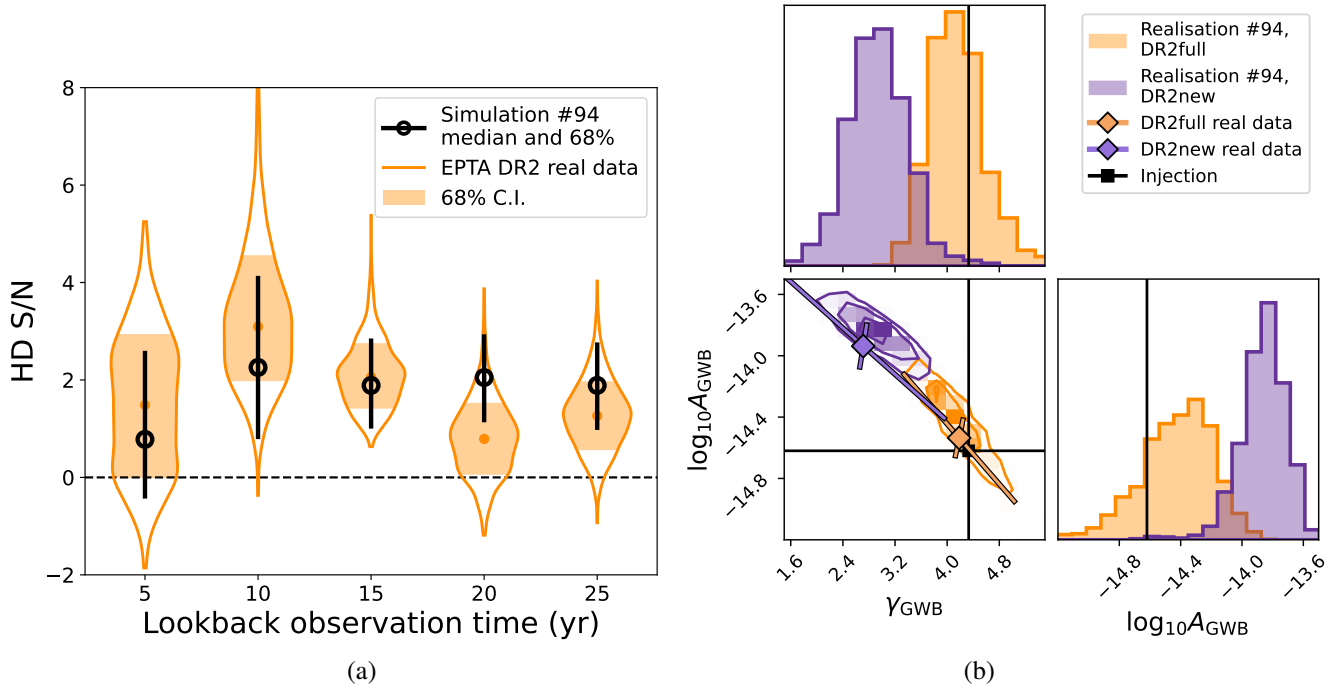 8
6
4
2
0
−2
HD S/N
5
10
15
20
25
Lookback observation time (yr)
Simulation #94
median and 68%
EPTA DR2 real data
68% C.I.
(a)
Realisation #94,
DR2full
Realisation #94,
DR2new
DR2full real data
DR2new real data
Injection
−13.6
−14.0
−14.4
−14.8
log₁₀A_GWB
1.6
2.4
3.2
4.0
4.8
γ_GWB
−14.8
−14.4
−14.0
−13.6
log₁₀A_GWB
(b)